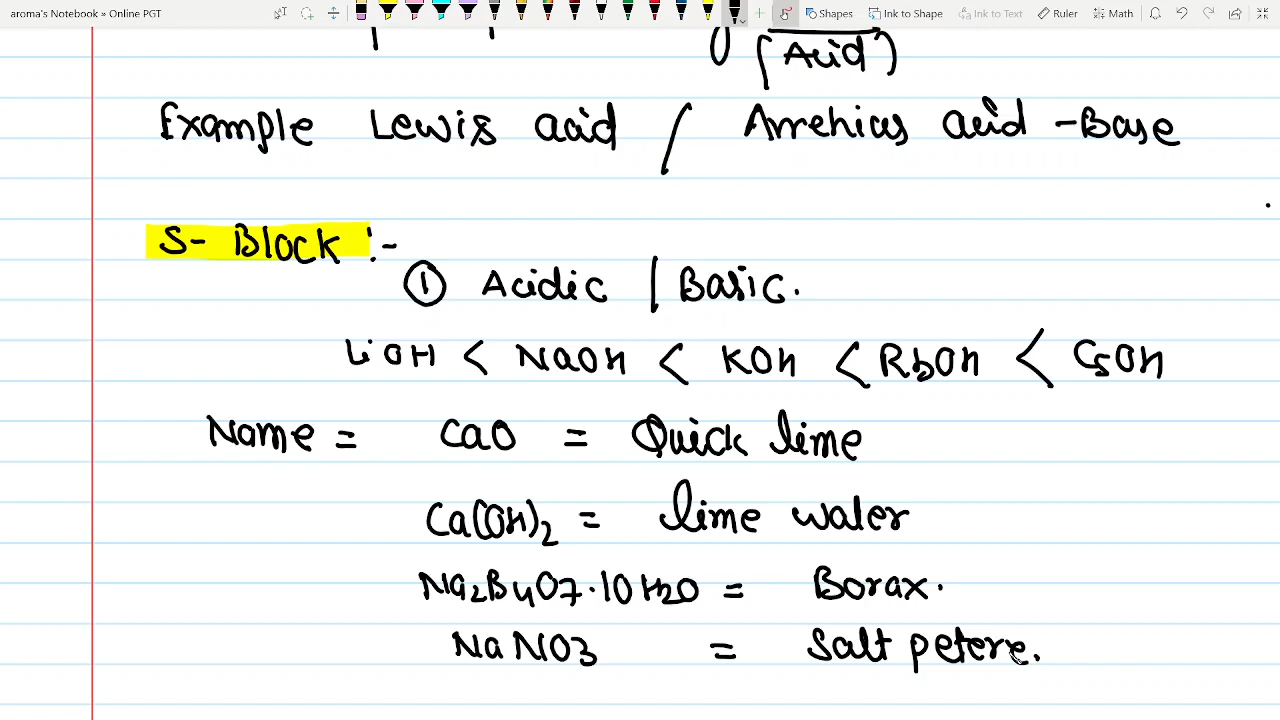 aroma's Notebook » Online PGT
Shapes Ink to Shape Ink to Text Ruler Math
(Acid)
Example Lewis acid / Arrehias acid -Base
S- Block :-
① Acidic | Basic.
LiOH < NaOH < KOH < RbOH < CsOH
Name = CaO = Quick lime
Ca(OH)2 = lime water
Na2B4O7.10H2O = Borax.
NaNO3 = Salt petere.